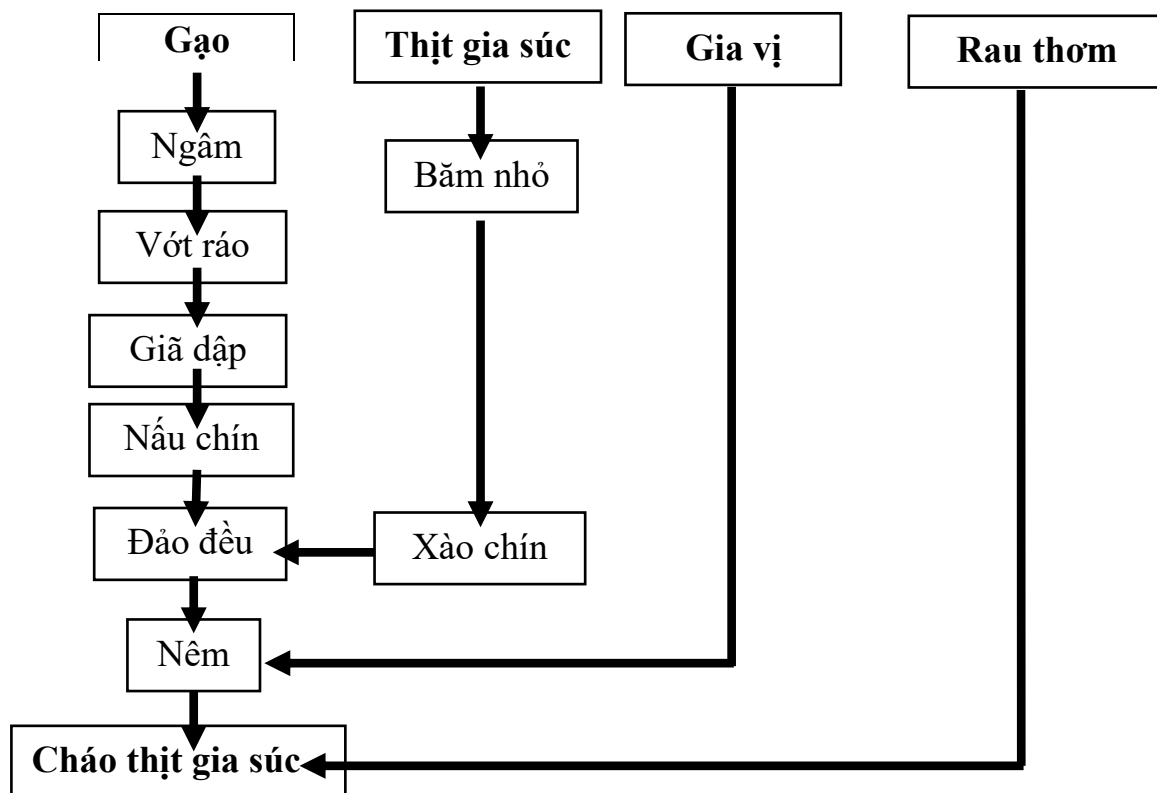 Gạo
Thịt gia súc
Gia vị
Rau thơm
Ngâm
Băm nhỏ
Vớt ráo
Giã dập
Nấu chín
Đảo đều
Xào chín
Nêm
Cháo thịt gia súc